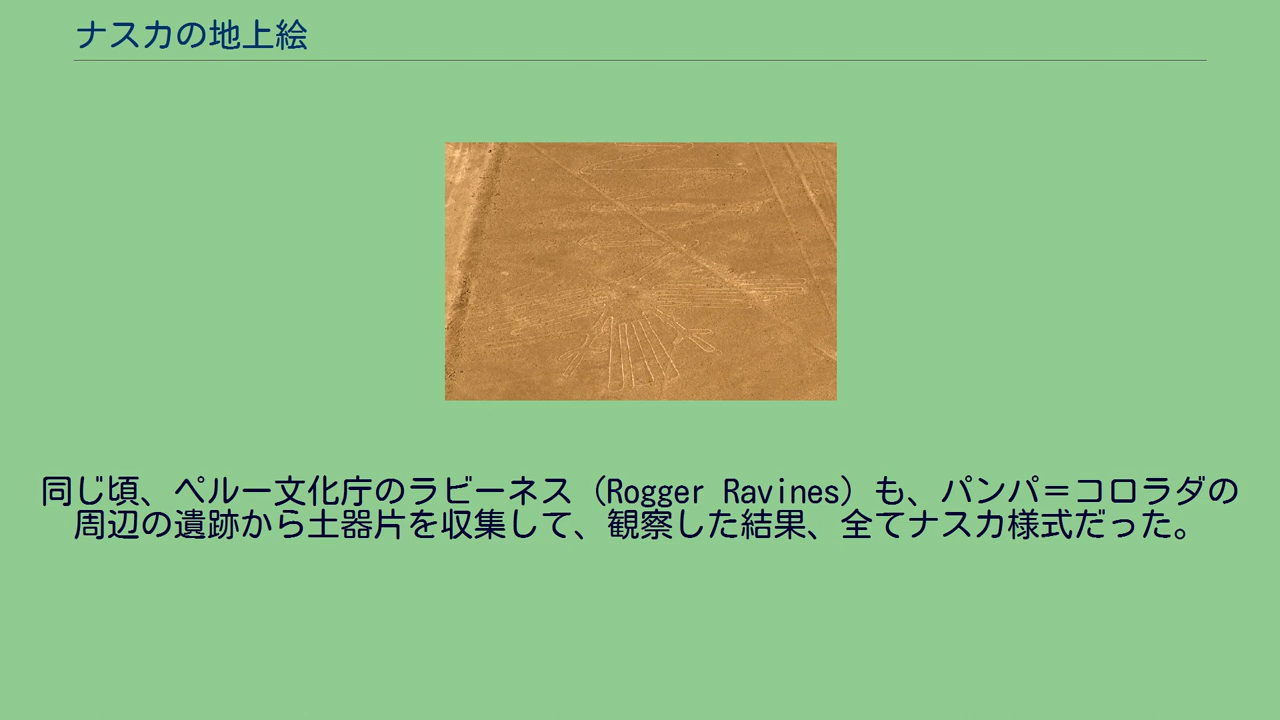 ナスカの地上絵
同じ頃、ペルー文化庁のラビーネス（Rogger Ravines）も、パンパ＝コロラダの
周辺の遺跡から土器片を収集して、観察した結果、全てナスカ様式だった。